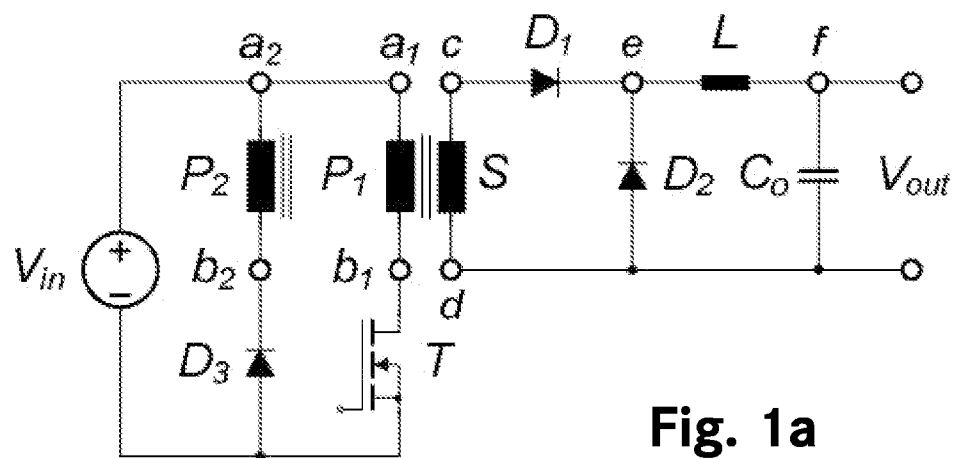 a2 a1 c D1 e L f
P2 P1 S D2 Co Vout
Vin + − b2 b1 d
D3 T
Fig. 1a